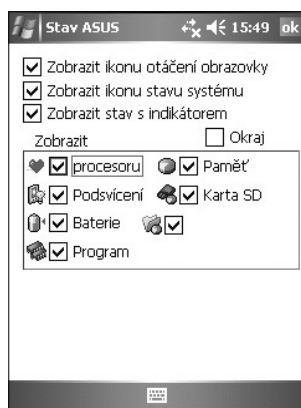 Stav ASUS 15:49 ok
Zobrazit ikonu otáčení obrazovky
Zobrazit ikonu stavu systému
Zobrazit stav s indikátorem
Zobrazit Okraj
procesoru Paměť
Podsvícení Karta SD
Baterie
Program